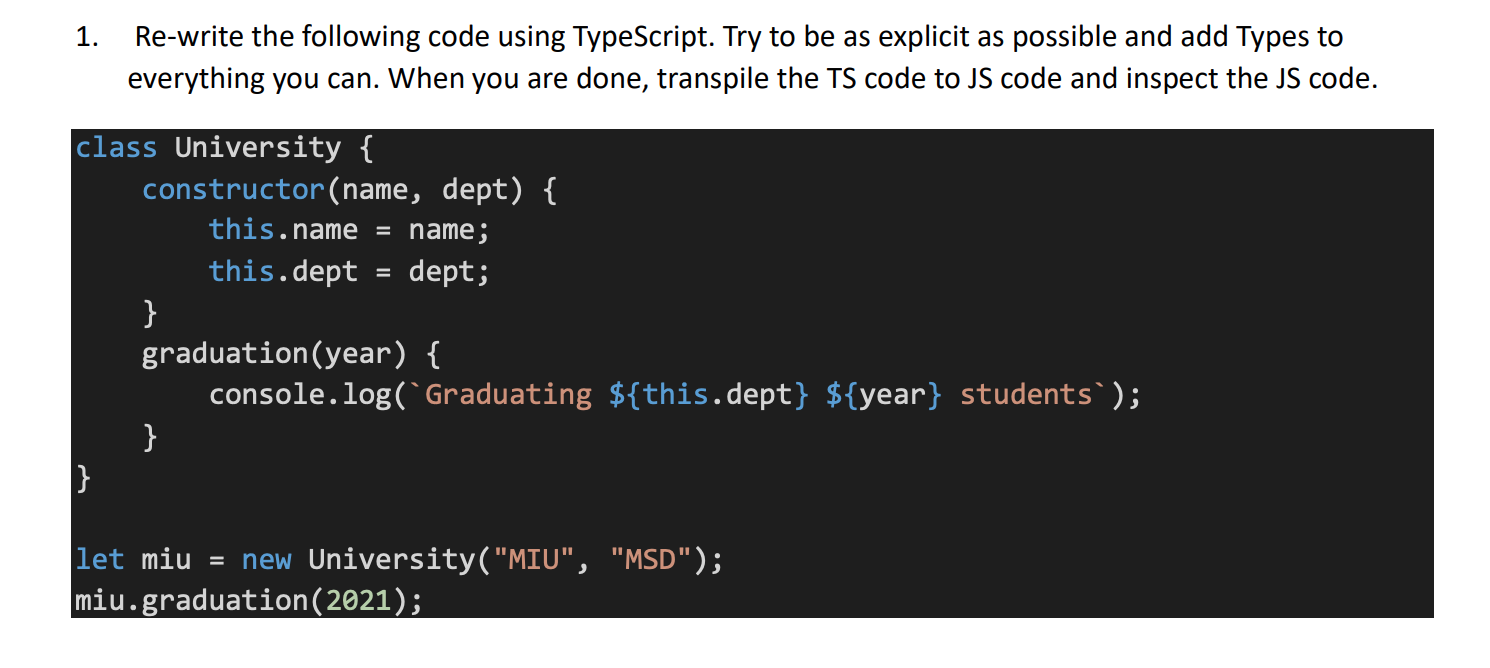 1. Re-write the following code using TypeScript. Try to be as explicit as possible and add Types to
everything you can. When you are done, transpile the TS code to JS code and inspect the JS code.
class University {
    constructor(name, dept) {
        this.name = name;
        this.dept = dept;
    }
    graduation(year) {
        console.log(`Graduating ${this.dept} ${year} students`);
    }
}
let miu = new University("MIU", "MSD");
miu.graduation(2021);